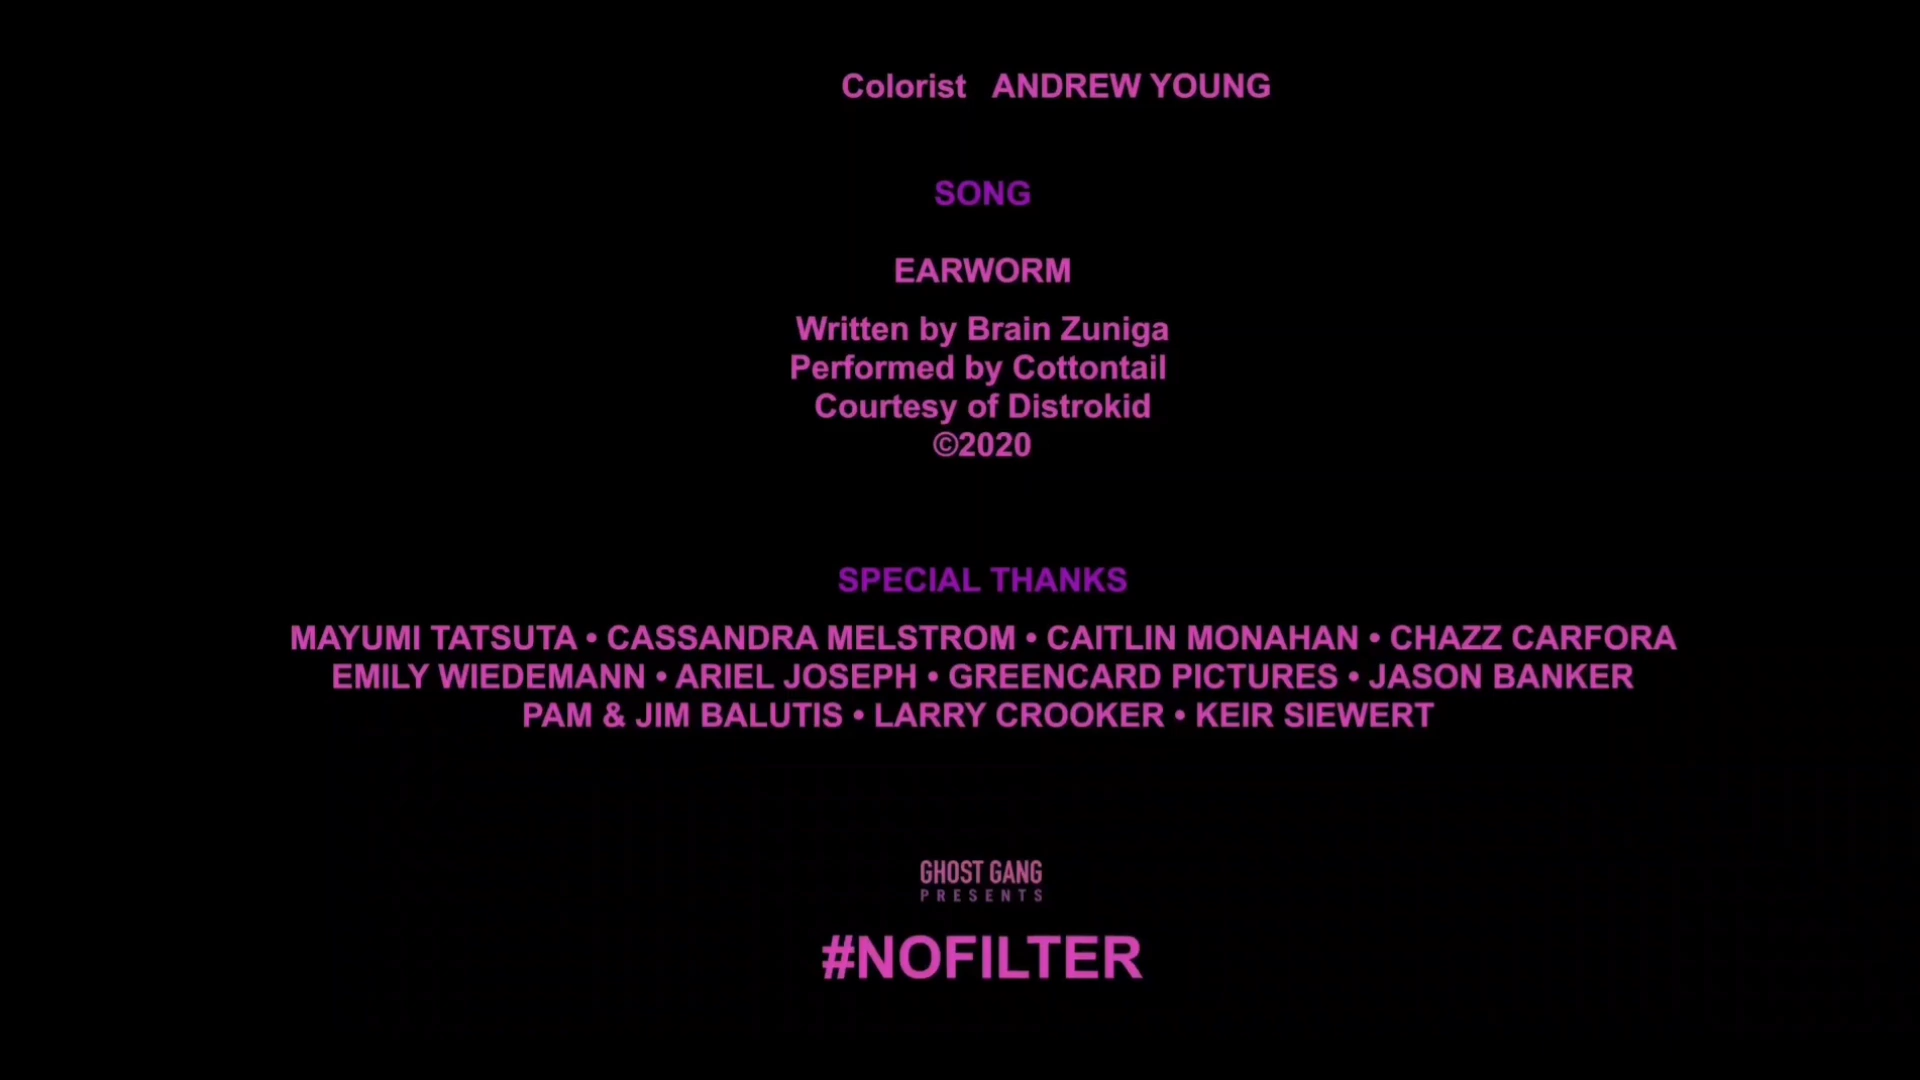 Colorist ANDREW YOUNG
SONG
EARWORM
Written by Brain Zuniga
Performed by Cottontail
Courtesy of Distrokid
©2020
SPECIAL THANKS
MAYUMI TATSUTA • CASSANDRA MELSTROM • CAITLIN MONAHAN • CHAZZ CARFORA
EMILY WIEDEMANN • ARIEL JOSEPH • GREENCARD PICTURES • JASON BANKER
PAM & JIM BALUTIS • LARRY CROOKER • KEIR SIEWERT
GHOST GANG
PRESENTS
#NOFILTER